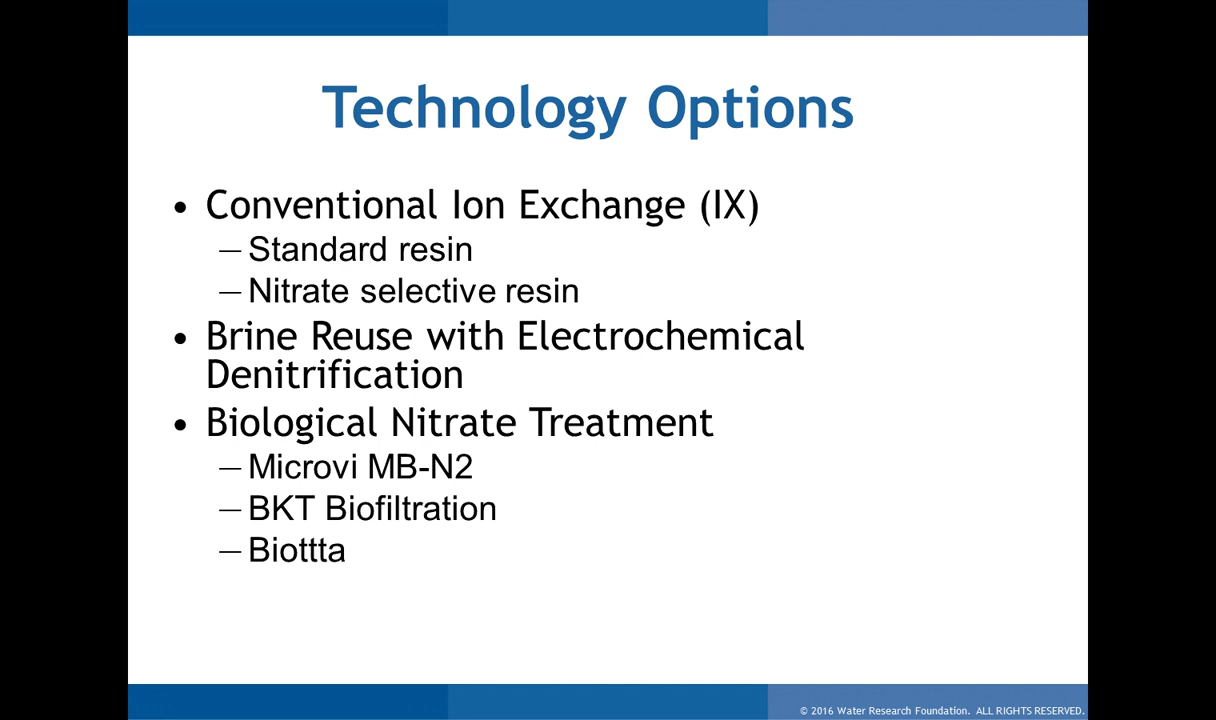 Technology Options
• Conventional Ion Exchange (IX)
– Standard resin
– Nitrate selective resin
• Brine Reuse with Electrochemical
Denitrification
• Biological Nitrate Treatment
– Microvi MB-N2
– BKT Biofiltration
– Biottta
© 2016 Water Research Foundation. ALL RIGHTS RESERVED.